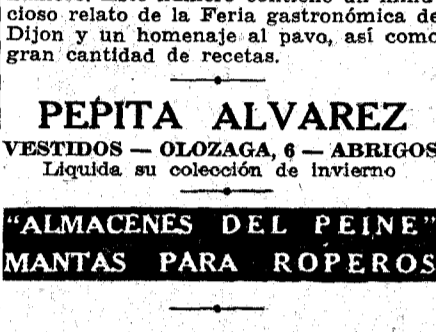 cioso relato de la Feria gastronómica de
Dijon y un homenaje al pavo, así como
gran cantidad de recetas.
PEPITA ALVAREZ
VESTIDOS — OLOZAGA, 6 — ABRIGOS
Liquida su colección de invierno
"ALMACENES DEL PEINE"
MANTAS PARA ROPEROS